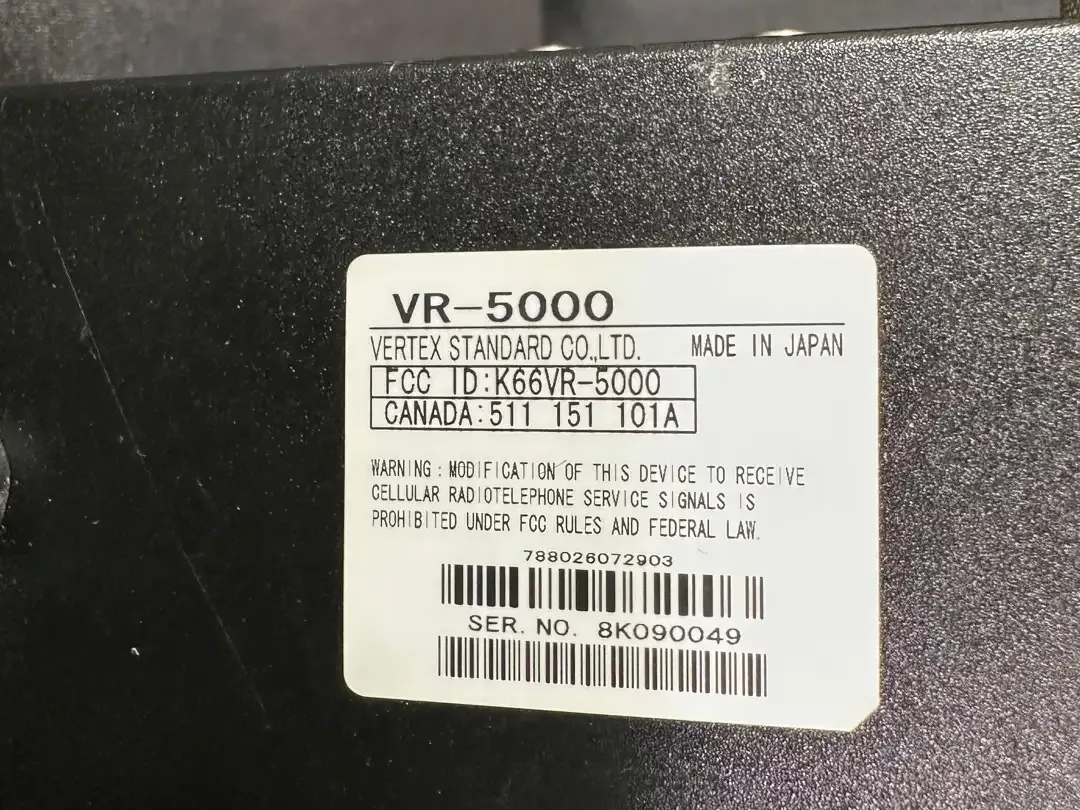 VR-5000
VERTEX STANDARD CO.,LTD. MADE IN JAPAN
FCC ID:K66VR-5000
CANADA:511 151 101A
WARNING : MODIFICATION OF THIS DEVICE TO RECEIVE
CELLULAR RADIOTELEPHONE SERVICE SIGNALS IS
PROHIBITED UNDER FCC RULES AND FEDERAL LAW.
788026072903
SER. NO. 8K090049